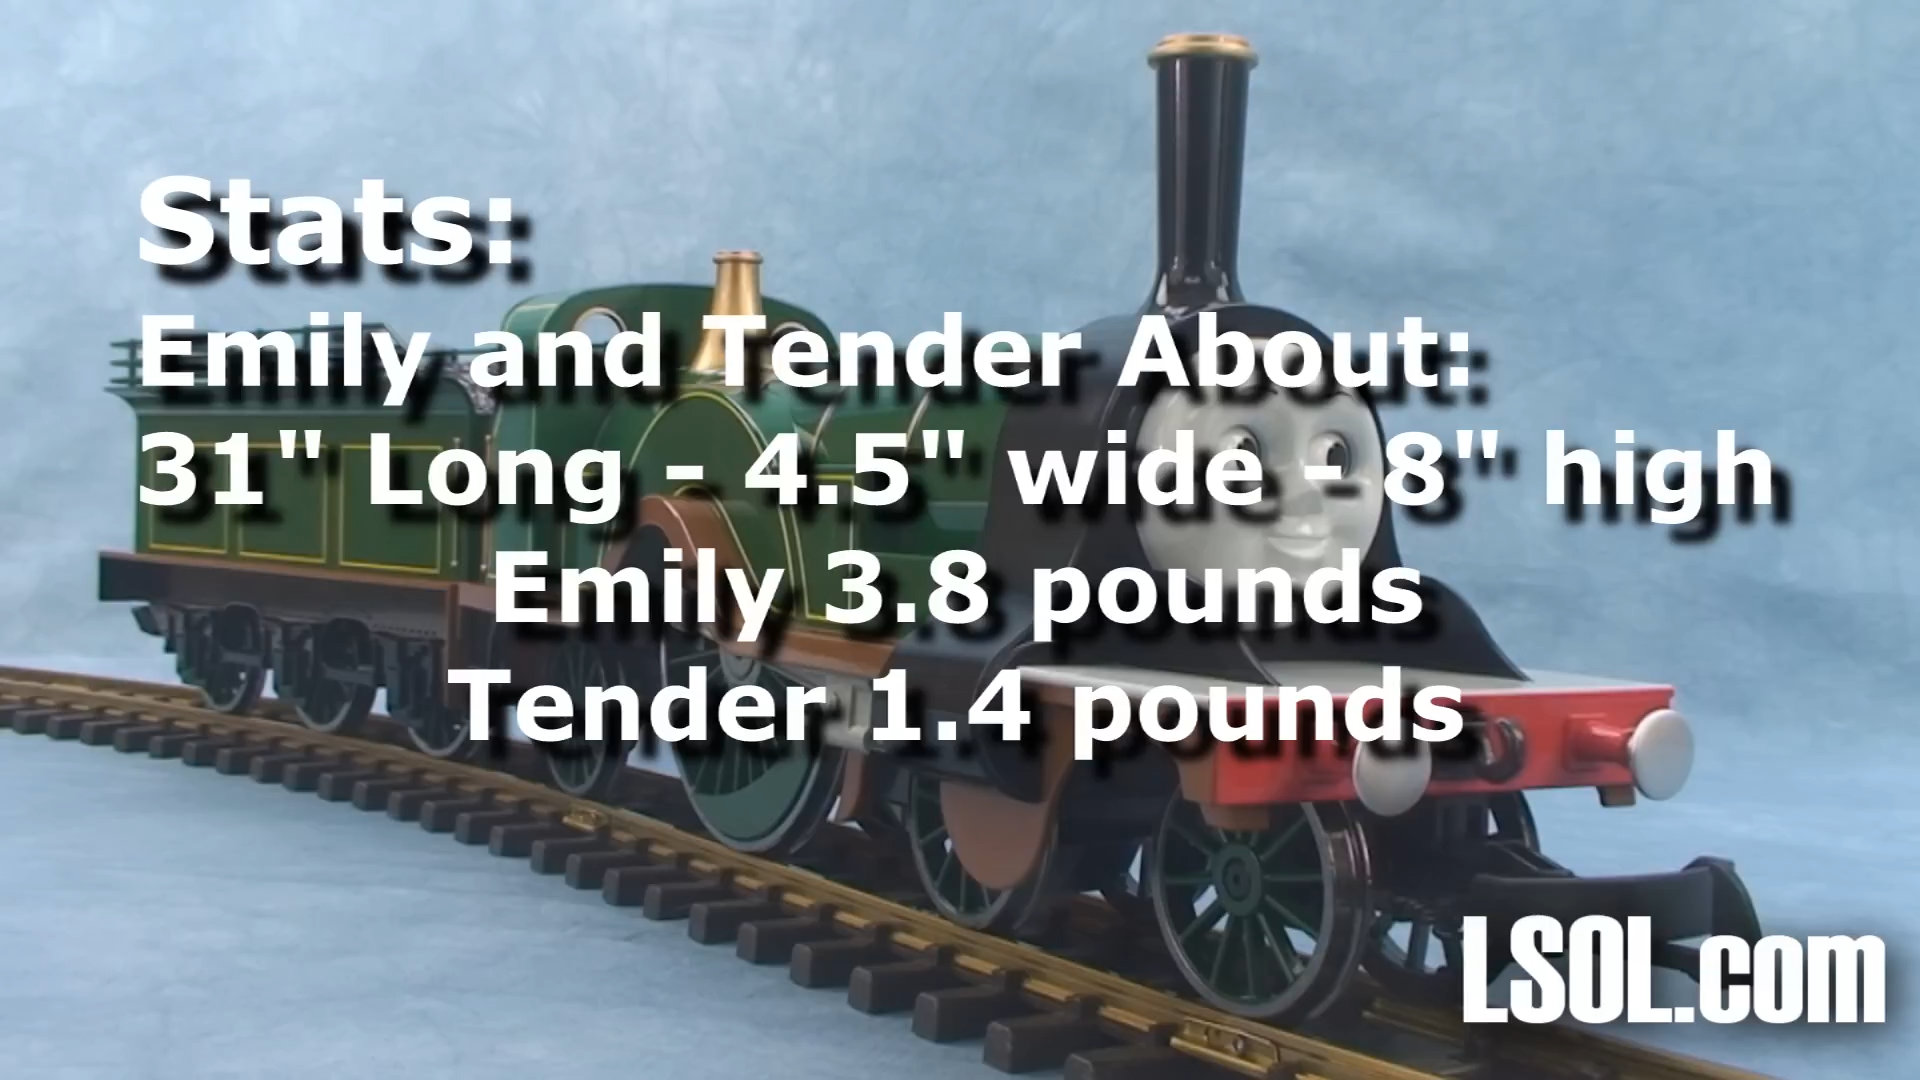 Stats:
Emily and Tender About:
31" Long - 4.5" wide - 8" high
Emily 3.8 pounds
Tender 1.4 pounds
LSOL.com